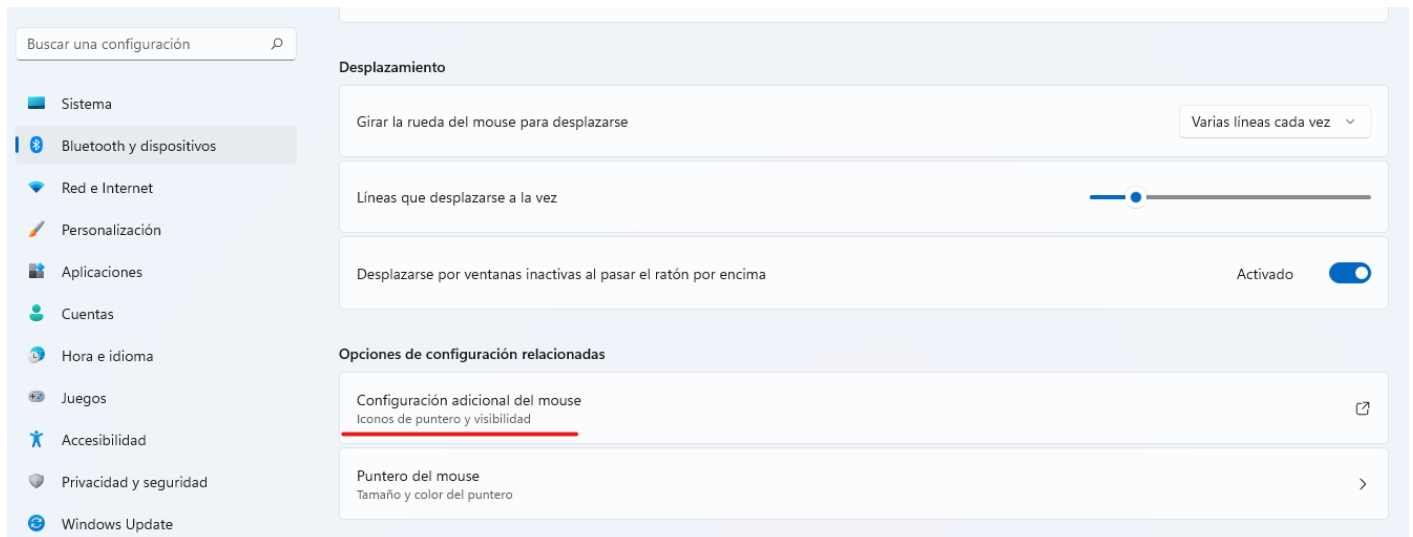 Buscar una configuración
Sistema
Bluetooth y dispositivos
Red e Internet
Personalización
Aplicaciones
Cuentas
Hora e idioma
Juegos
Accesibilidad
Privacidad y seguridad
Windows Update
Desplazamiento
Girar la rueda del mouse para desplazarse
Varias líneas cada vez
Líneas que desplazarse a la vez
Desplazarse por ventanas inactivas al pasar el ratón por encima
Activado
Opciones de configuración relacionadas
Configuración adicional del mouse
Iconos de puntero y visibilidad
Puntero del mouse
Tamaño y color del puntero